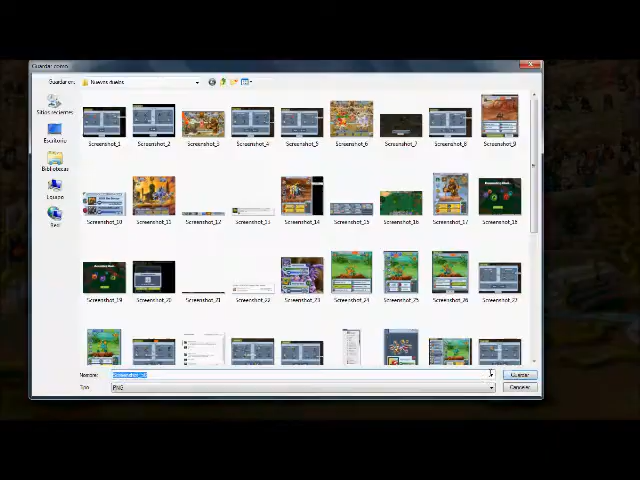 Guardar como
Guardar en: Nuevos duelos
Sitios recientes
Escritorio
Bibliotecas
Equipo
Red
Screenshot_1 Screenshot_2 Screenshot_3 Screenshot_4 Screenshot_5 Screenshot_6 Screenshot_7 Screenshot_8 Screenshot_9
Screenshot_10 Screenshot_11 Screenshot_12 Screenshot_13 Screenshot_14 Screenshot_15 Screenshot_16 Screenshot_17 Screenshot_18
Screenshot_19 Screenshot_20 Screenshot_21 Screenshot_22 Screenshot_23 Screenshot_24 Screenshot_25 Screenshot_26 Screenshot_27
Nombre:
Guardar
Tipo PNG
Cancelar